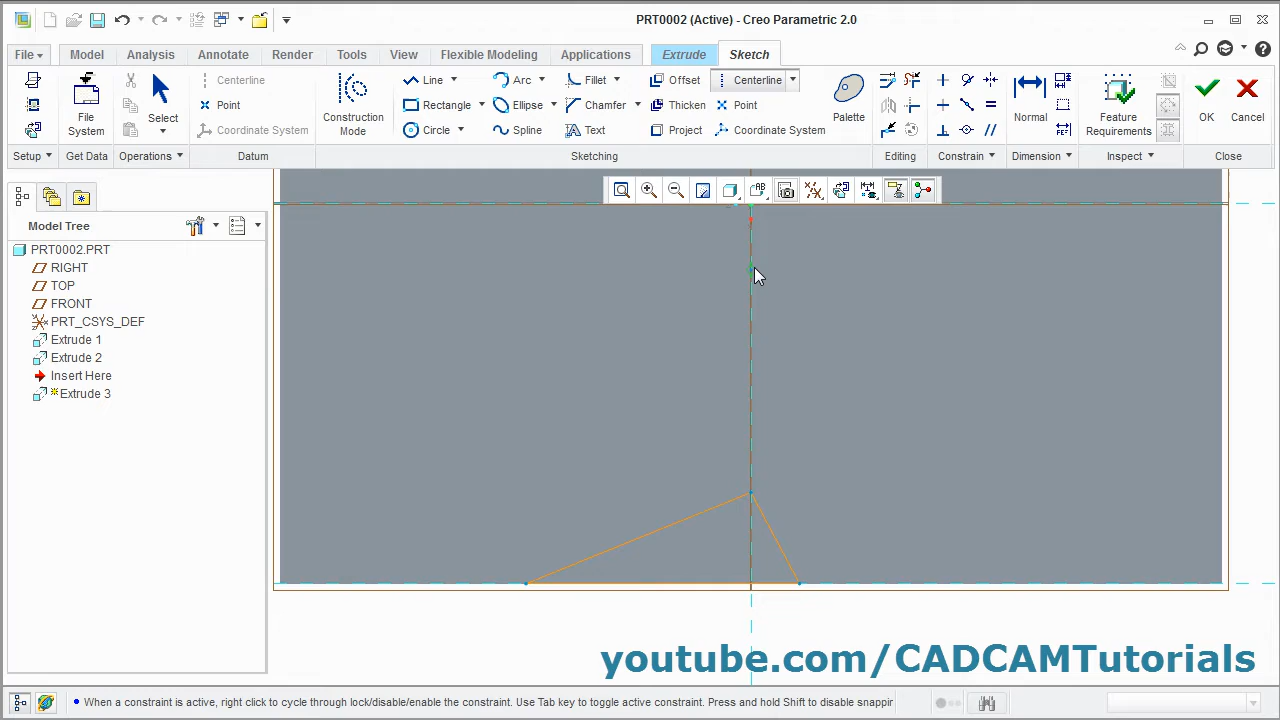 PRT0002 (Active) - Creo Parametric 2.0
File Model Analysis Annotate Render Tools View Flexible Modeling Applications Extrude Sketch
Centerline Line Arc Fillet Offset Centerline
Point Rectangle Ellipse Chamfer Thicken Point
Coordinate System Circle Spline Text Project Coordinate System
File System Select Construction Mode Palette Normal Feature Requirements OK Cancel
Setup Get Data Operations Datum Sketching Editing Constrain Dimension Inspect Close
Model Tree
PRT0002.PRT
RIGHT
TOP
FRONT
PRT_CSYS_DEF
Extrude 1
Extrude 2
Insert Here
Extrude 3
youtube.com/CADCAMTutorials
When a constraint is active, right click to cycle through lock/disable/enable the constraint. Use Tab key to toggle active constraint. Press and hold Shift to disable snappir